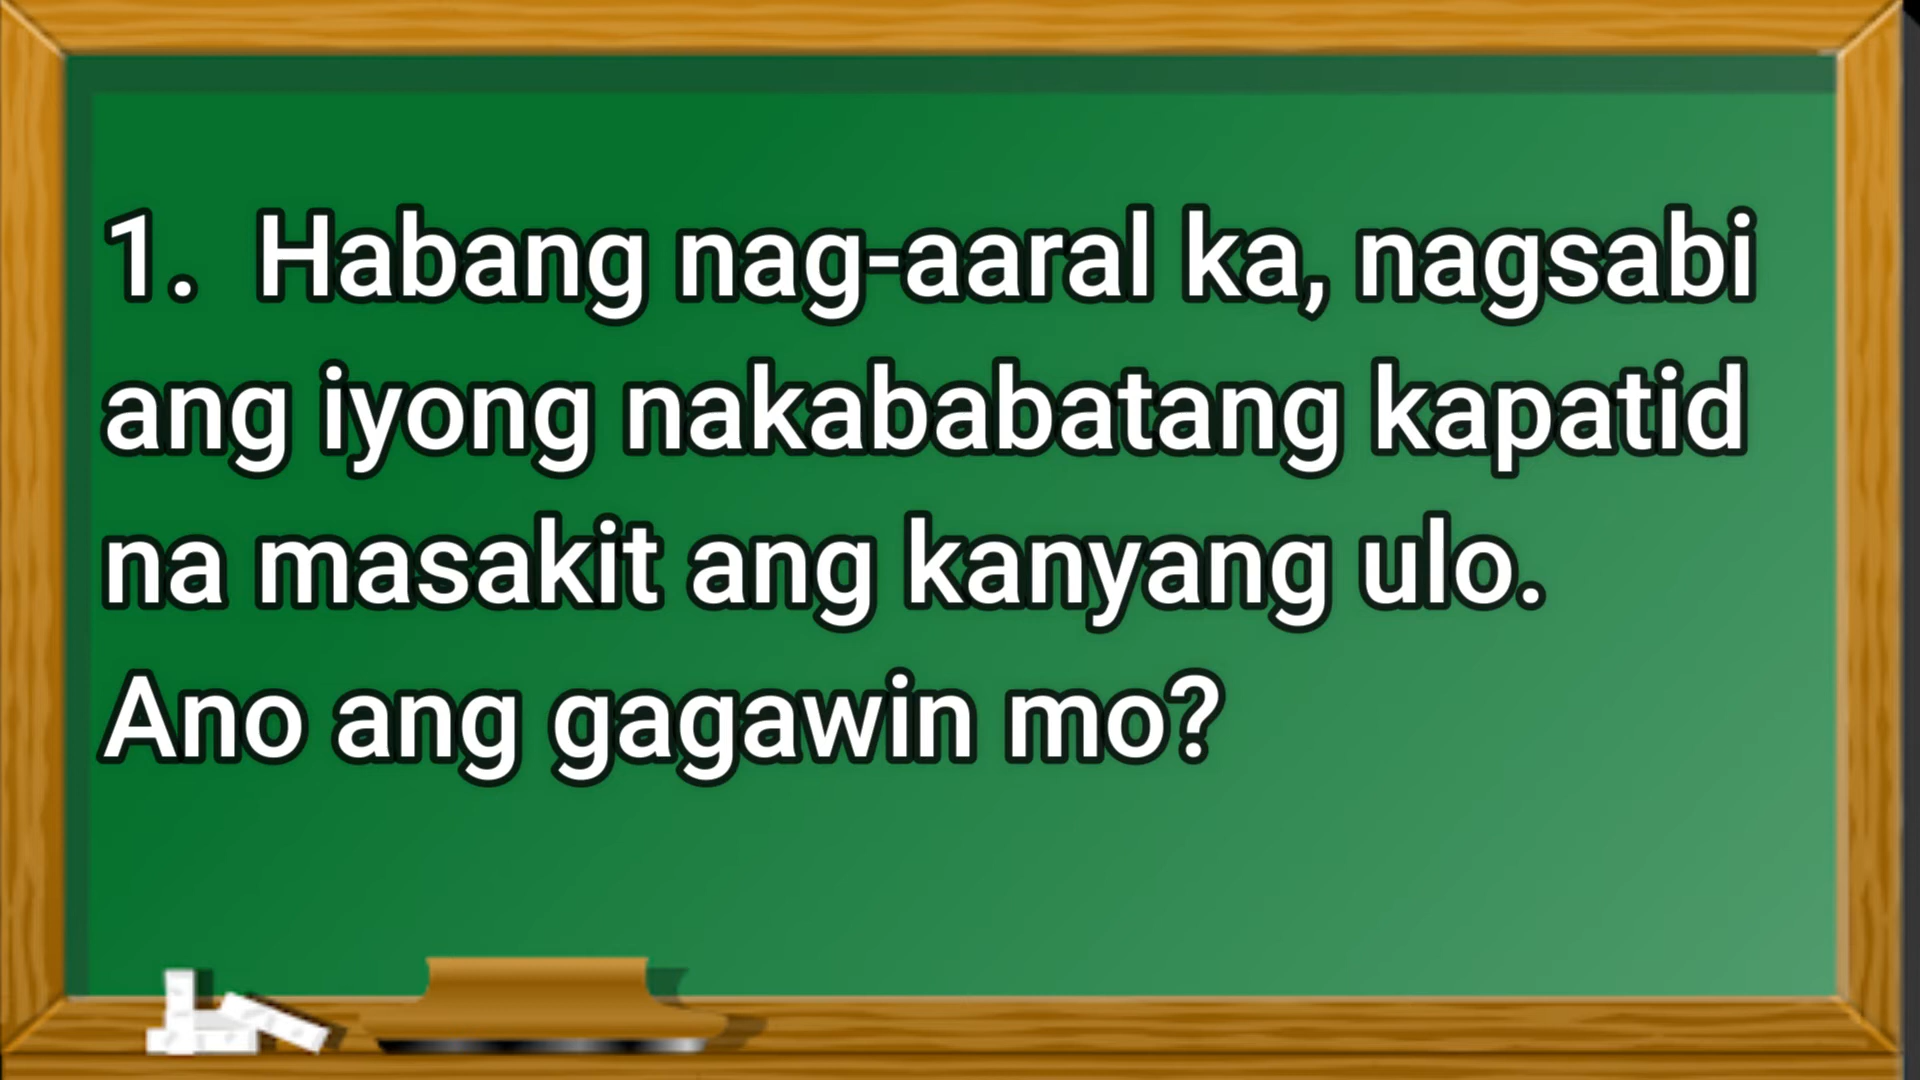 1. Habang nag-aaral ka, nagsabi
ang iyong nakababatang kapatid
na masakit ang kanyang ulo.
Ano ang gagawin mo?